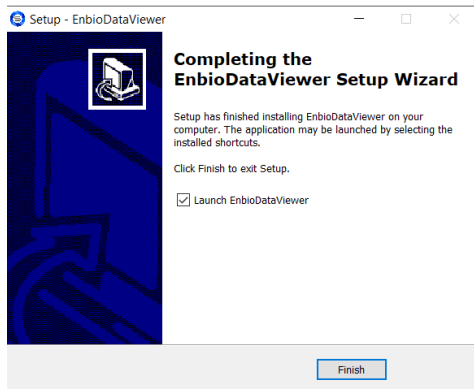 Setup - EnbioDataViewer
Completing the
EnbioDataViewer Setup Wizard
Setup has finished installing EnbioDataViewer on your
computer. The application may be launched by selecting the
installed shortcuts.
Click Finish to exit Setup.
Launch EnbioDataViewer
Finish